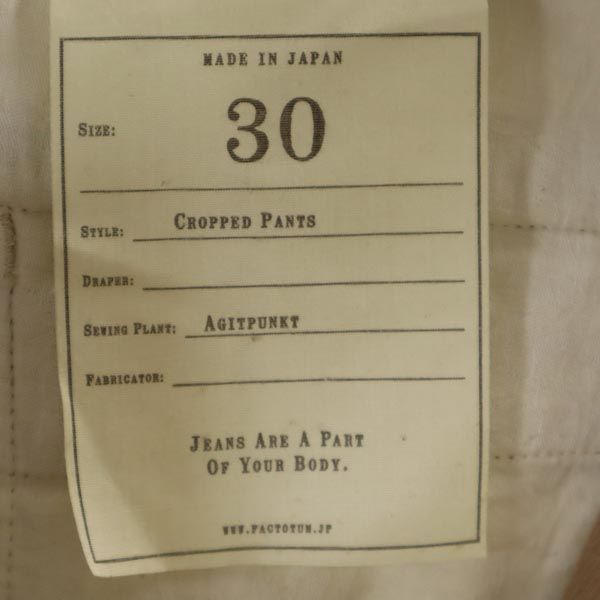 MADE IN JAPAN
SIZE: 30
STYLE: CROPPED PANTS
DRAPER:
SEWING PLANT: AGITPUNKT
FABRICATOR:
JEANS ARE A PART
OF YOUR BODY.
WWW.FACTOTUM.JP